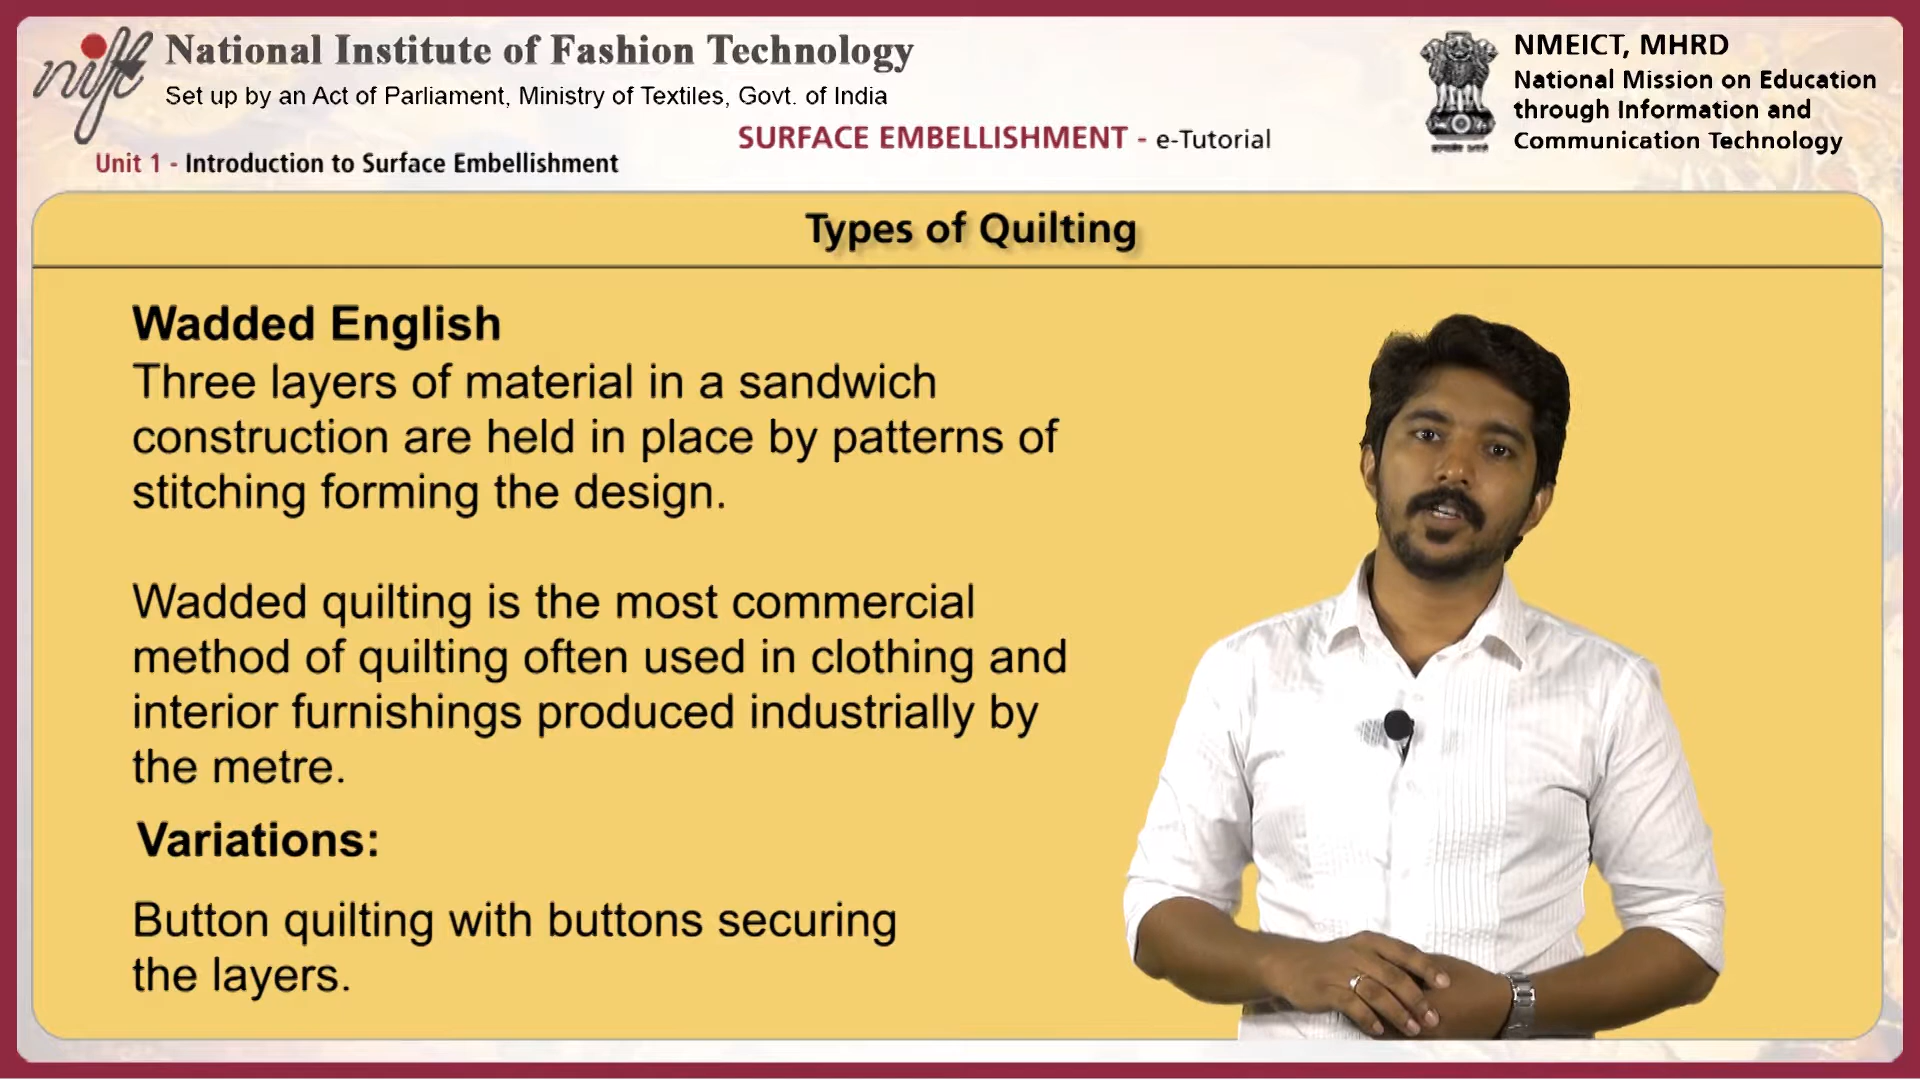 nift
National Institute of Fashion Technology
Set up by an Act of Parliament, Ministry of Textiles, Govt. of India
NMEICT, MHRD
National Mission on Education
through Information and
Communication Technology
SURFACE EMBELLISHMENT - e-Tutorial
Unit 1 - Introduction to Surface Embellishment
Types of Quilting
Wadded English
Three layers of material in a sandwich
construction are held in place by patterns of
stitching forming the design.
Wadded quilting is the most commercial
method of quilting often used in clothing and
interior furnishings produced industrially by
the metre.
Variations:
Button quilting with buttons securing
the layers.